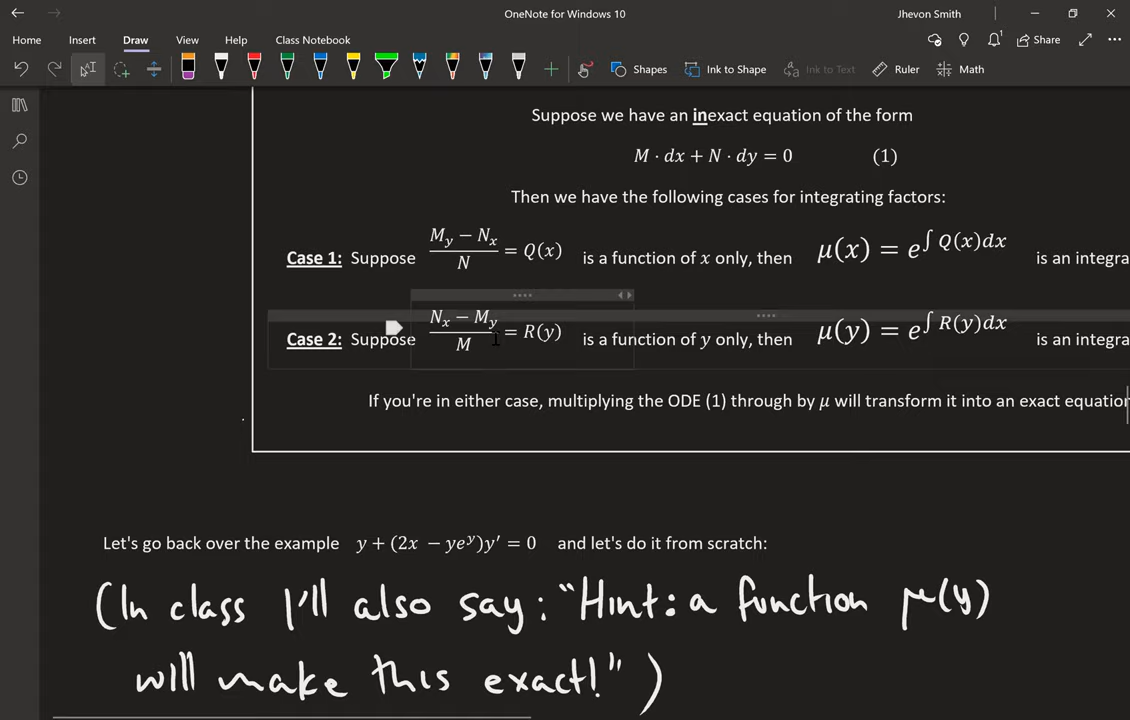 OneNote for Windows 10
Jhevon Smith
Home Insert Draw View Help Class Notebook
Shapes Ink to Shape Ink to Text Ruler Math Share
Suppose we have an inexact equation of the form
M · dx + N · dy = 0 (1)
Then we have the following cases for integrating factors:
Case 1: Suppose (M_y − N_x)/N = Q(x) is a function of x only, then μ(x) = e^{∫ Q(x)dx} is an integra
Case 2: Suppose (N_x − M_y)/M = R(y) is a function of y only, then μ(y) = e^{∫ R(y)dx} is an integra
If you're in either case, multiplying the ODE (1) through by μ will transform it into an exact equation
Let's go back over the example y + (2x − ye^y)y′ = 0 and let's do it from scratch:
(In class I'll also say: "Hint: a function μ(y)
will make this exact!")